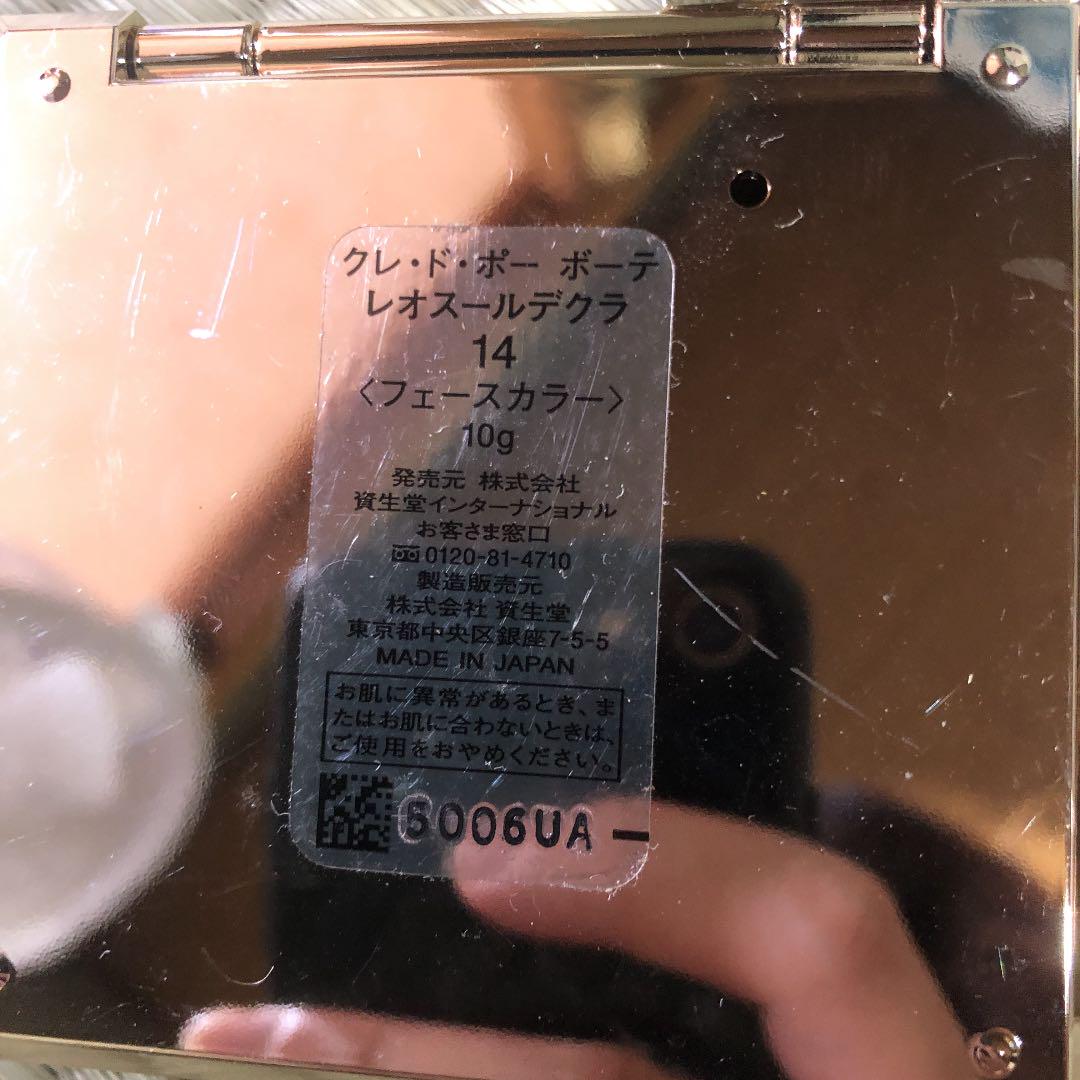 クレ・ド・ポー ボーテ
レオスールデクラ
14
〈フェースカラー〉
10g
発売元 株式会社
資生堂インターナショナル
お客さま窓口
0120-81-4710
製造販売元
株式会社 資生堂
東京都中央区銀座7-5-5
MADE IN JAPAN
お肌に異常があるとき、ま
たはお肌に合わないときは、
ご使用をおやめください。
5006UA